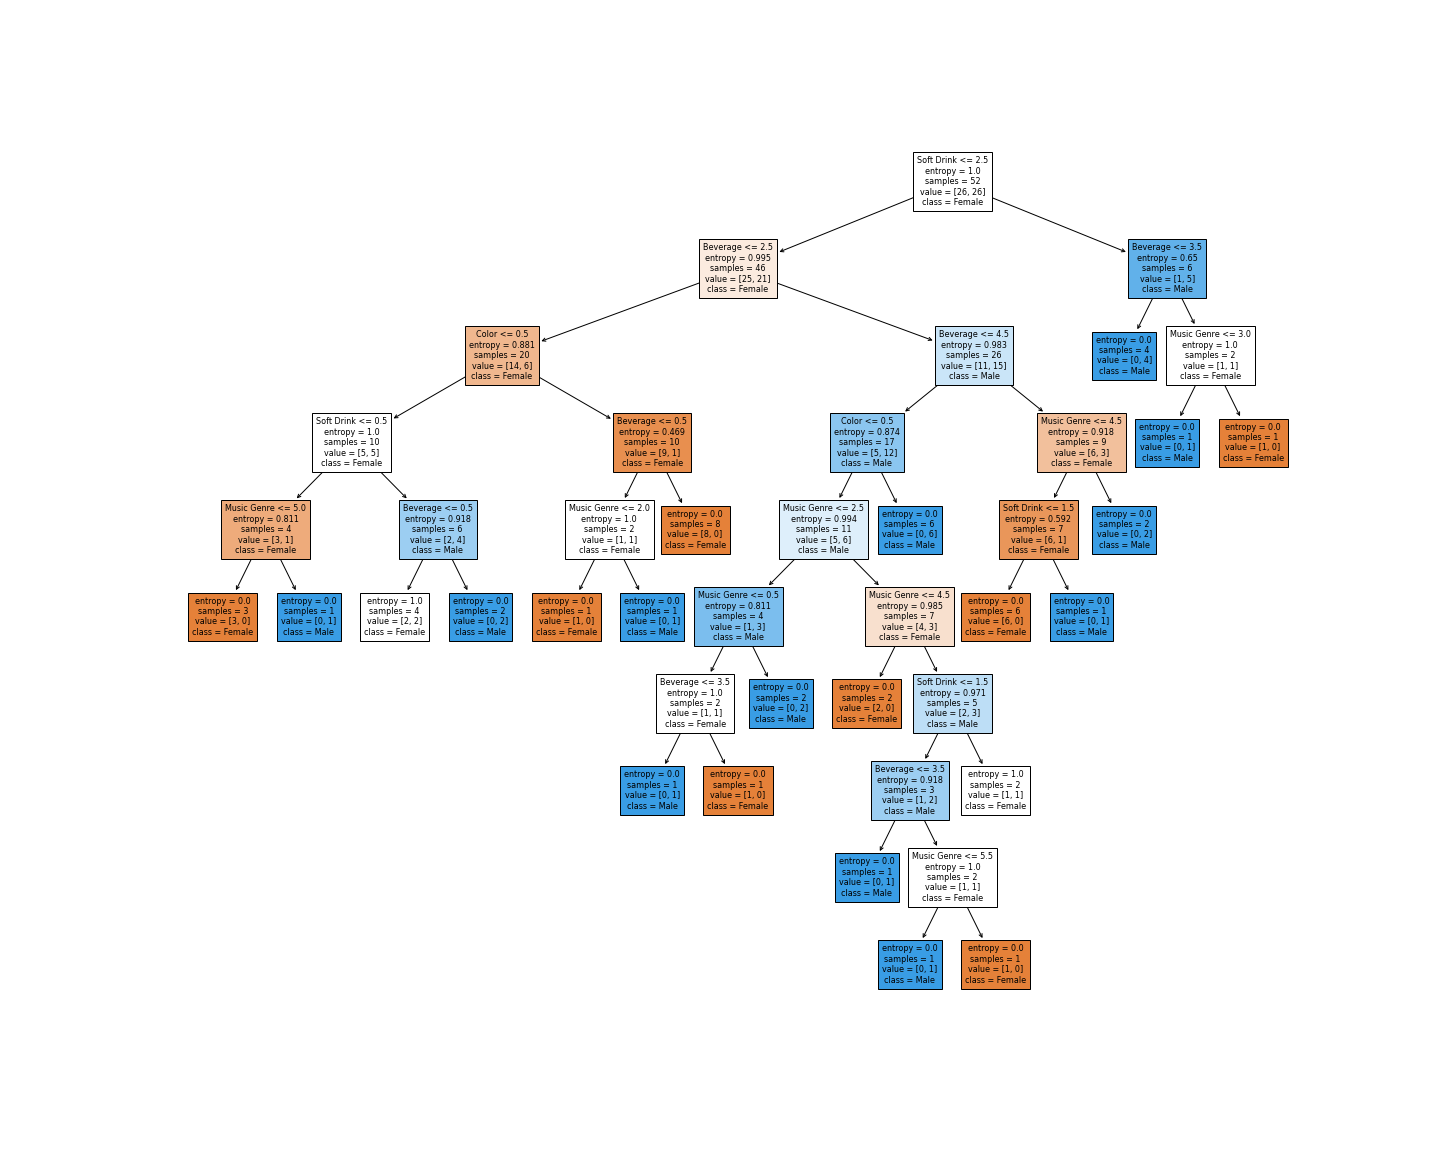 Soft Drink <= 2.5
entropy = 1.0
samples = 52
value = [26, 26]
class = Female
Beverage <= 2.5
entropy = 0.995
samples = 46
value = [25, 21]
class = Female
Beverage <= 3.5
entropy = 0.65
samples = 6
value = [1, 5]
class = Male
Color <= 0.5
entropy = 0.881
samples = 20
value = [14, 6]
class = Female
Beverage <= 4.5
entropy = 0.983
samples = 26
value = [11, 15]
class = Male
entropy = 0.0
samples = 4
value = [0, 4]
class = Male
Music Genre <= 3.0
entropy = 1.0
samples = 2
value = [1, 1]
class = Female
Soft Drink <= 0.5
entropy = 1.0
samples = 10
value = [5, 5]
class = Female
Beverage <= 0.5
entropy = 0.469
samples = 10
value = [9, 1]
class = Female
Color <= 0.5
entropy = 0.874
samples = 17
value = [5, 12]
class = Male
Music Genre <= 4.5
entropy = 0.918
samples = 9
value = [6, 3]
class = Female
entropy = 0.0
samples = 1
value = [0, 1]
class = Male
entropy = 0.0
samples = 1
value = [1, 0]
class = Female
Music Genre <= 5.0
entropy = 0.811
samples = 4
value = [3, 1]
class = Female
Beverage <= 0.5
entropy = 0.918
samples = 6
value = [2, 4]
class = Male
Music Genre <= 2.0
entropy = 1.0
samples = 2
value = [1, 1]
class = Female
entropy = 0.0
samples = 8
value = [8, 0]
class = Female
Music Genre <= 2.5
entropy = 0.994
samples = 11
value = [5, 6]
class = Male
entropy = 0.0
samples = 6
value = [0, 6]
class = Male
Soft Drink <= 1.5
entropy = 0.592
samples = 7
value = [6, 1]
class = Female
entropy = 0.0
samples = 2
value = [0, 2]
class = Male
entropy = 0.0
samples = 3
value = [3, 0]
class = Female
entropy = 0.0
samples = 1
value = [0, 1]
class = Male
entropy = 1.0
samples = 4
value = [2, 2]
class = Female
entropy = 0.0
samples = 2
value = [0, 2]
class = Male
entropy = 0.0
samples = 1
value = [1, 0]
class = Female
entropy = 0.0
samples = 1
value = [0, 1]
class = Male
Music Genre <= 0.5
entropy = 0.811
samples = 4
value = [1, 3]
class = Male
Music Genre <= 4.5
entropy = 0.985
samples = 7
value = [4, 3]
class = Female
entropy = 0.0
samples = 6
value = [6, 0]
class = Female
entropy = 0.0
samples = 1
value = [0, 1]
class = Male
Beverage <= 3.5
entropy = 1.0
samples = 2
value = [1, 1]
class = Female
entropy = 0.0
samples = 2
value = [0, 2]
class = Male
entropy = 0.0
samples = 2
value = [2, 0]
class = Female
Soft Drink <= 1.5
entropy = 0.971
samples = 5
value = [2, 3]
class = Male
entropy = 0.0
samples = 1
value = [0, 1]
class = Male
entropy = 0.0
samples = 1
value = [1, 0]
class = Female
Beverage <= 3.5
entropy = 0.918
samples = 3
value = [1, 2]
class = Male
entropy = 1.0
samples = 2
value = [1, 1]
class = Female
entropy = 0.0
samples = 1
value = [0, 1]
class = Male
Music Genre <= 5.5
entropy = 1.0
samples = 2
value = [1, 1]
class = Female
entropy = 0.0
samples = 1
value = [0, 1]
class = Male
entropy = 0.0
samples = 1
value = [1, 0]
class = Female